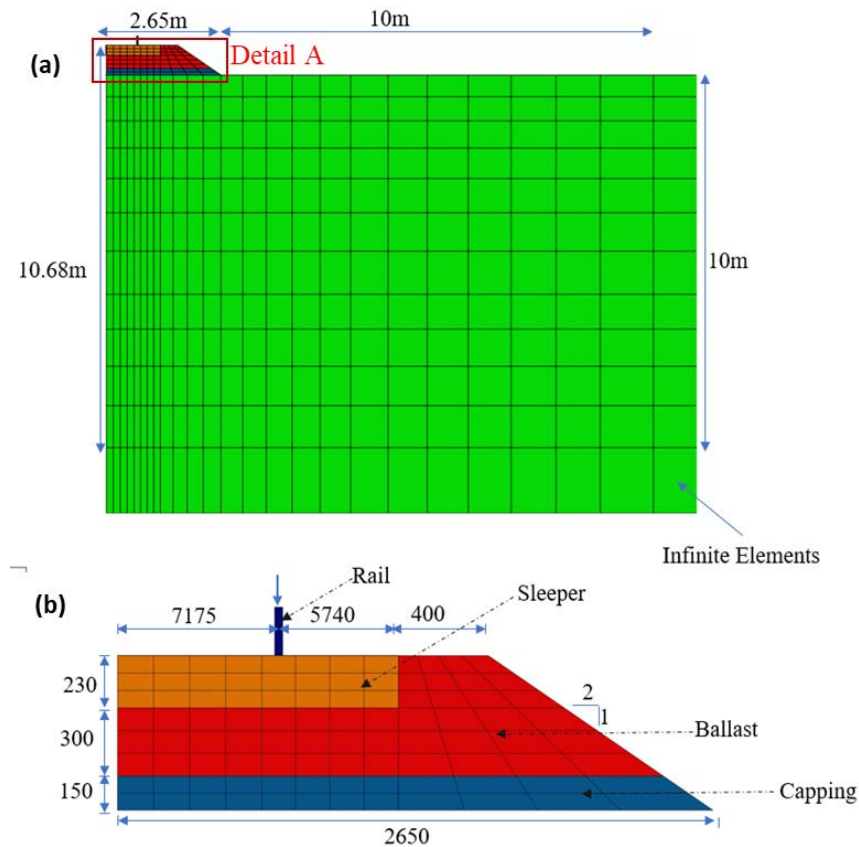 2.65m
10m
(a)
Detail A
10.68m
10m
Infinite Elements
(b)
Rail
Sleeper
7175
5740
400
230
2
1
300
Ballast
150
Capping
2650